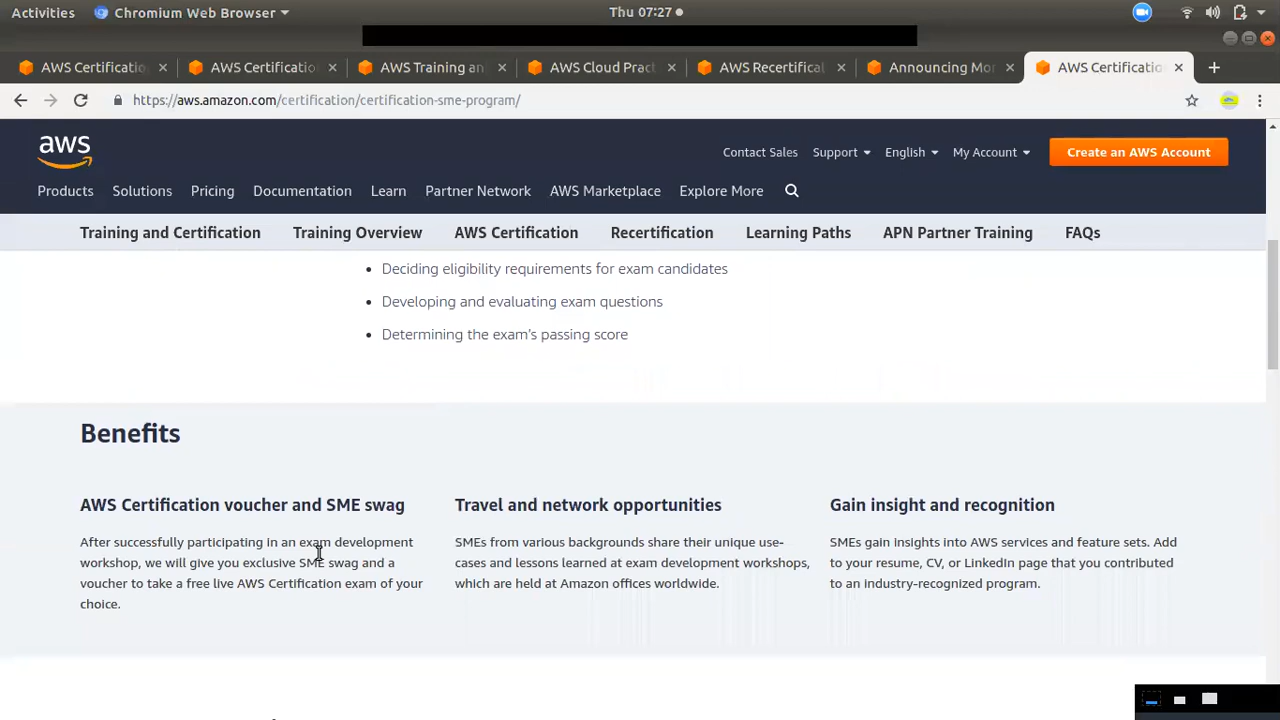 Activities Chromium Web Browser Thu 07:27
AWS Certificatio AWS Certificatio AWS Training an AWS Cloud Pract AWS Recertifical Announcing Mor AWS Certificatio
https://aws.amazon.com/certification/certification-sme-program/
aws
Contact Sales Support English My Account Create an AWS Account
Products Solutions Pricing Documentation Learn Partner Network AWS Marketplace Explore More
Training and Certification Training Overview AWS Certification Recertification Learning Paths APN Partner Training FAQs
• Deciding eligibility requirements for exam candidates
• Developing and evaluating exam questions
• Determining the exam's passing score
Benefits
AWS Certification voucher and SME swag
After successfully participating in an exam development
workshop, we will give you exclusive SME swag and a
voucher to take a free live AWS Certification exam of your
choice.
Travel and network opportunities
SMEs from various backgrounds share their unique use-
cases and lessons learned at exam development workshops,
which are held at Amazon offices worldwide.
Gain insight and recognition
SMEs gain insights into AWS services and feature sets. Add
to your resume, CV, or LinkedIn page that you contributed
to an industry-recognized program.